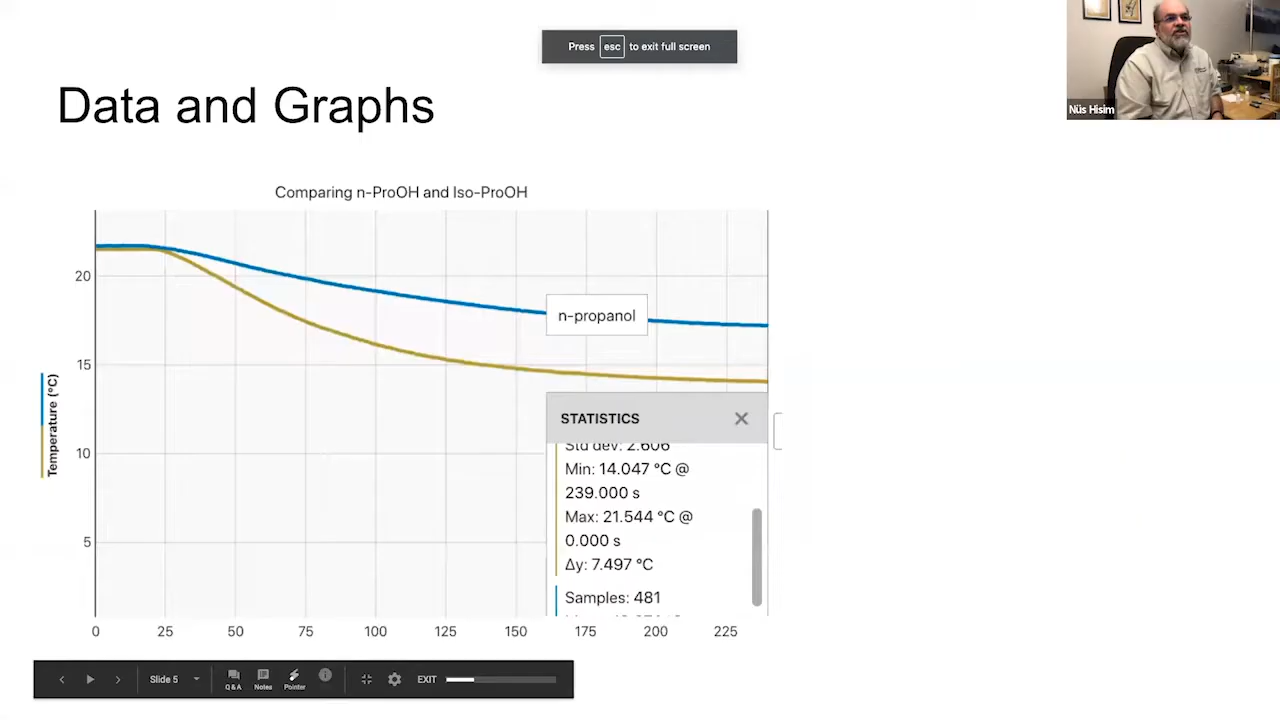 Press esc to exit full screen
Nüs Hisim
Data and Graphs
Comparing n-ProOH and Iso-ProOH
20
15
10
5
Temperature (°C)
n-propanol
STATISTICS
Std dev: 2.606
Min: 14.047 °C @
239.000 s
Max: 21.544 °C @
0.000 s
Δy: 7.497 °C
Samples: 481
0 25 50 75 100 125 150 175 200 225
Slide 5
Q & A Notes Pointer
EXIT